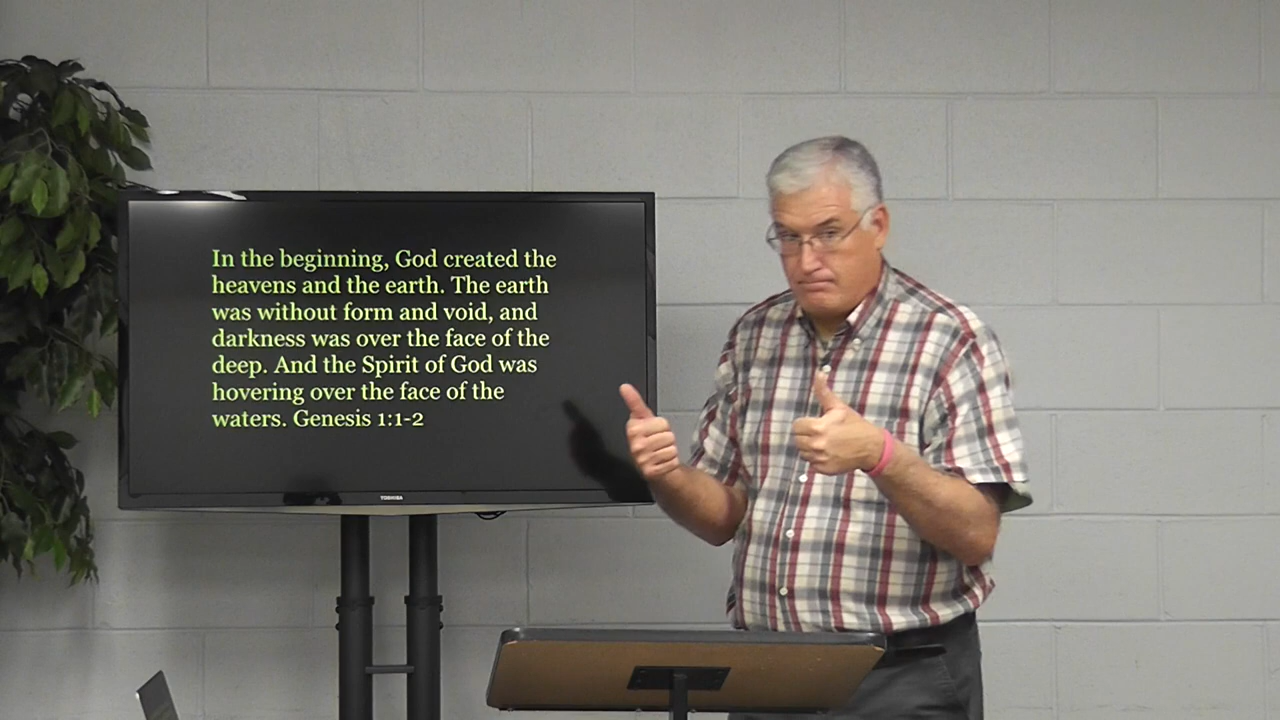 In the beginning, God created the
heavens and the earth. The earth
was without form and void, and
darkness was over the face of the
deep. And the Spirit of God was
hovering over the face of the
waters. Genesis 1:1-2
TOSHIBA